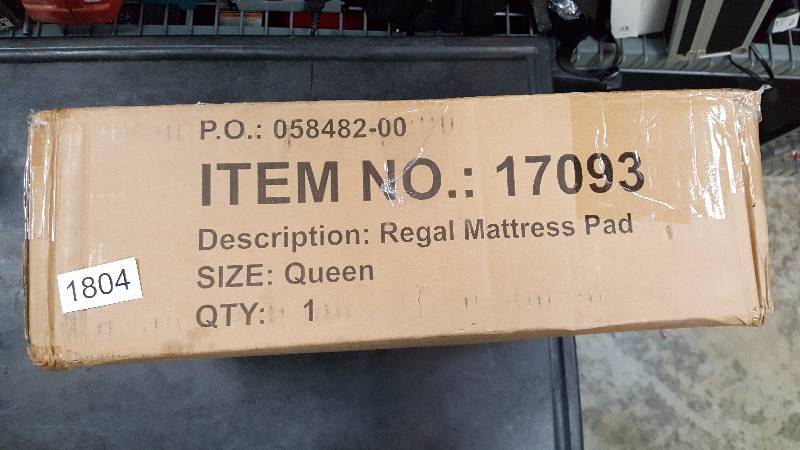 P.O.: 058482-00
ITEM NO.: 17093
Description: Regal Mattress Pad
SIZE: Queen
QTY: 1
1804